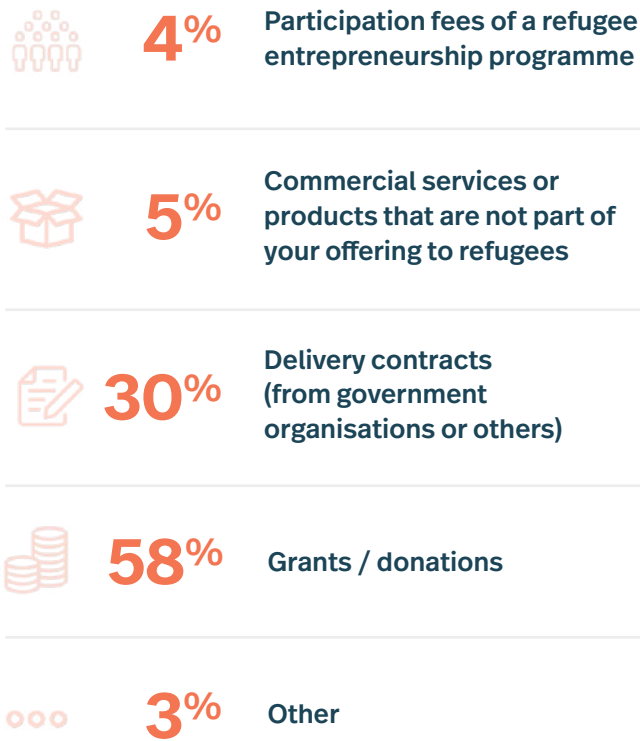 4%
Participation fees of a refugee
entrepreneurship programme
5%
Commercial services or
products that are not part of
your offering to refugees
30%
Delivery contracts
(from government
organisations or others)
58%
Grants / donations
3%
Other